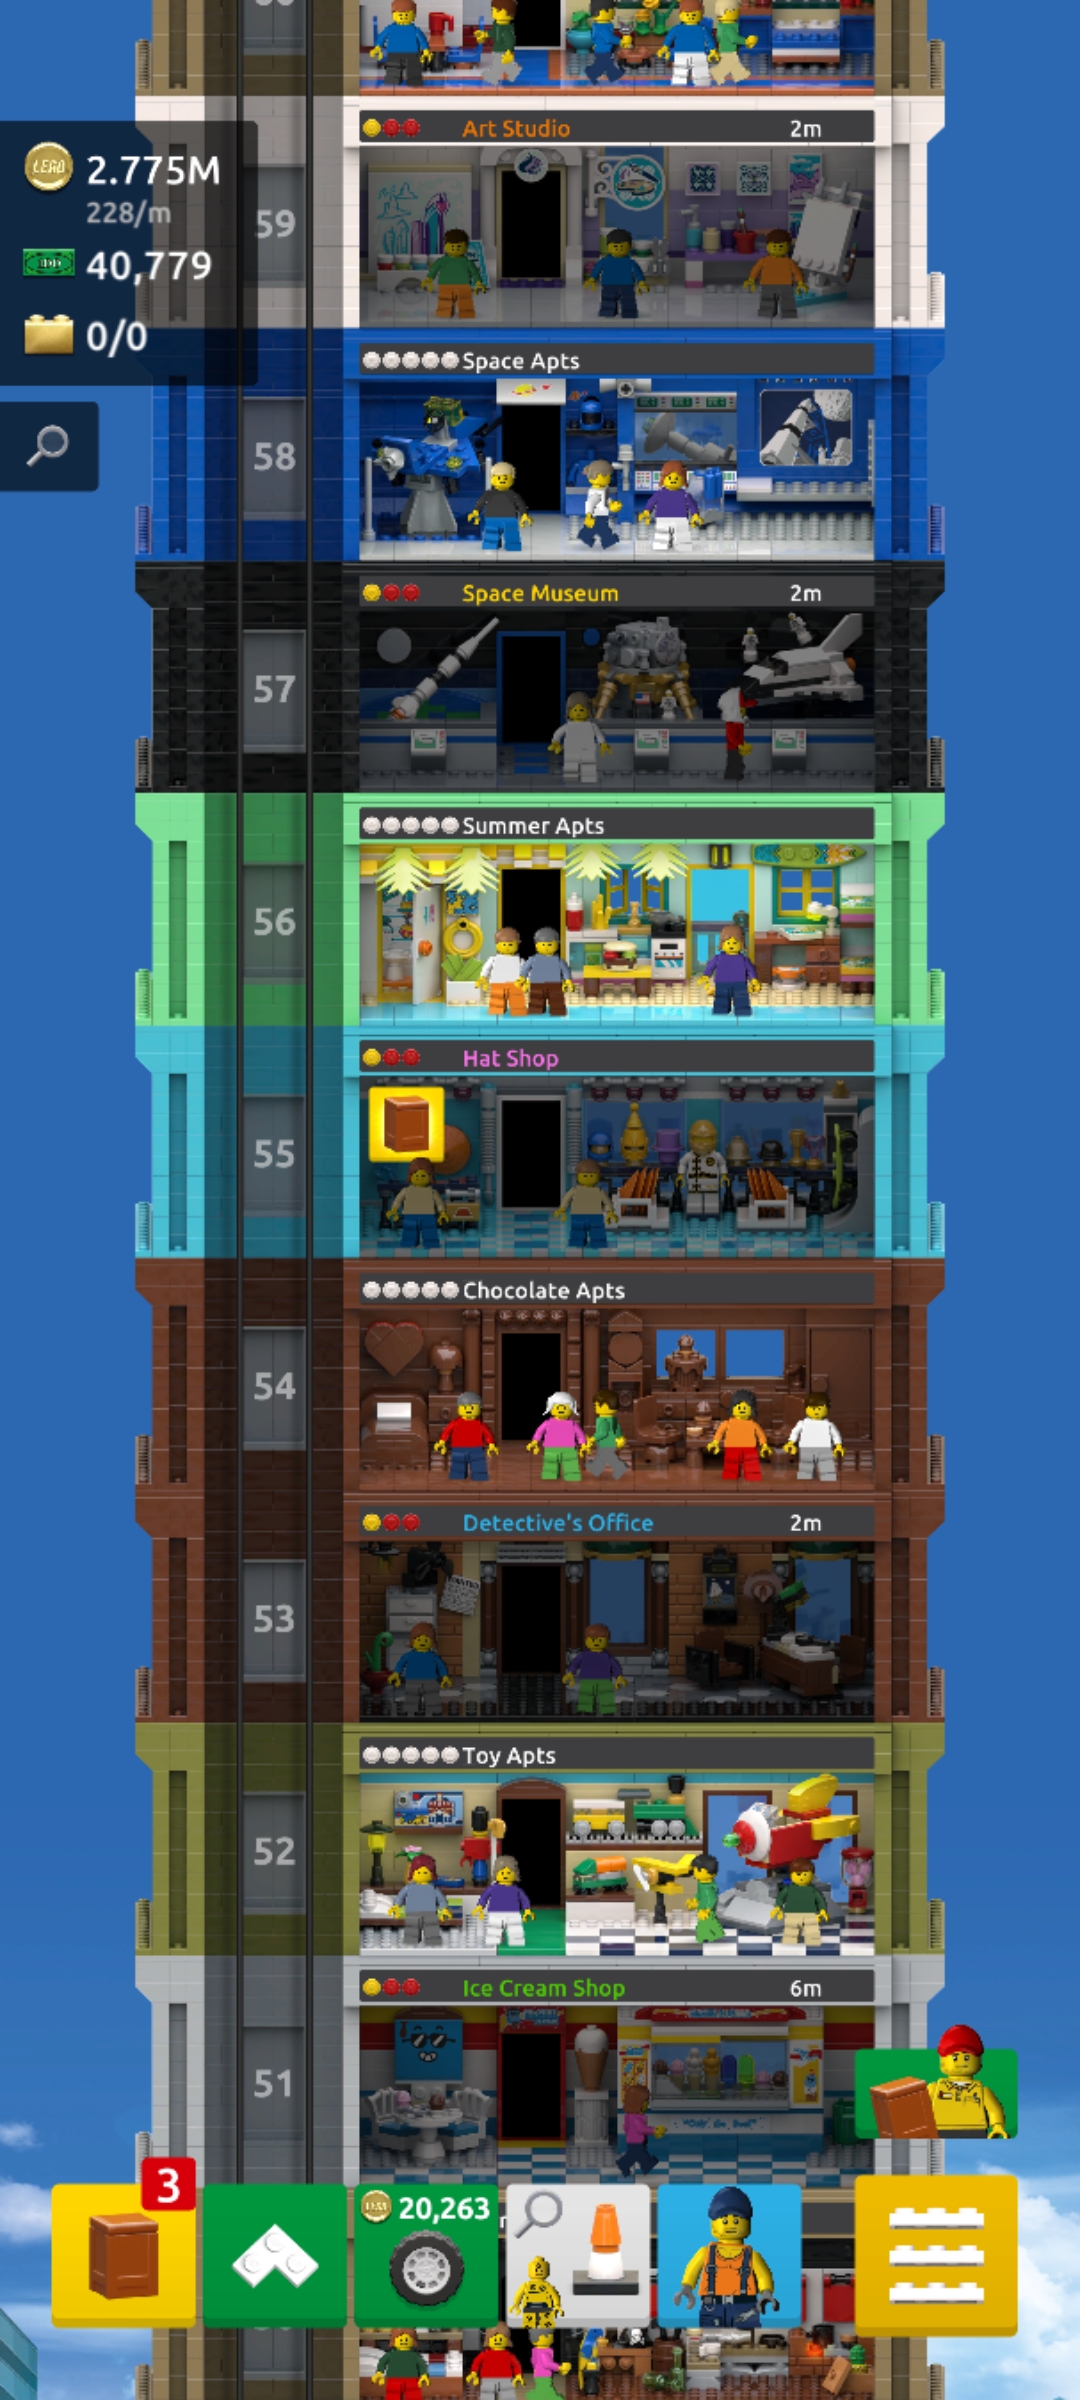 Art Studio 2m
2.775M
228/m
59
40,779
0/0
Space Apts
58
Space Museum 2m
57
Summer Apts
56
Hat Shop
55
Chocolate Apts
54
Detective's Office 2m
53
Toy Apts
52
Ice Cream Shop 6m
51
3
20,263